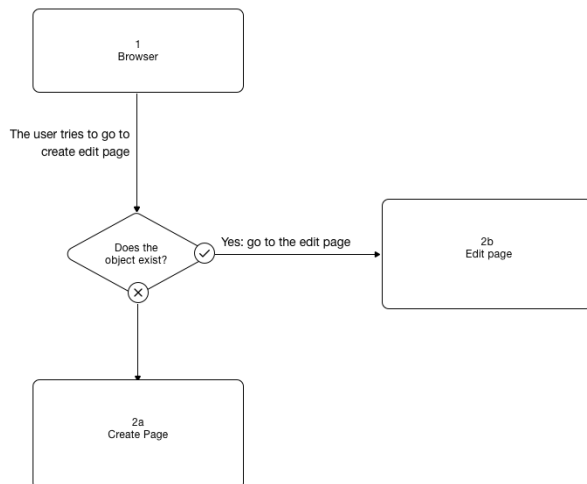 1
Browser
The user tries to go to
create edit page
Does the
object exist?
Yes: go to the edit page
2b
Edit page
2a
Create Page